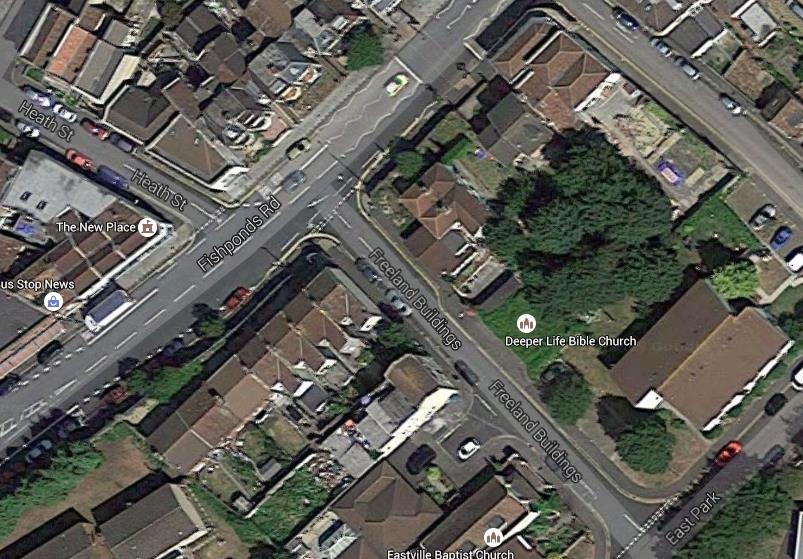 Heath St
Heath St
The New Place
Fishponds Rd
us Stop News
Freeland Buildings
Deeper Life Bible Church
Freeland Buildings
East Park
Eastville Baptist Church